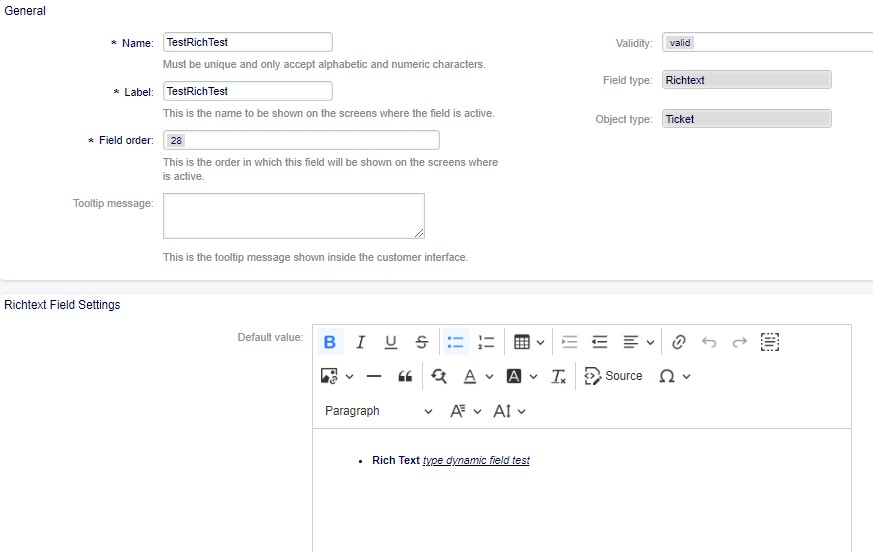 General
* Name: TestRichTest
Must be unique and only accept alphabetic and numeric characters.
* Label: TestRichTest
This is the name to be shown on the screens where the field is active.
* Field order: 28
This is the order in which this field will be shown on the screens where
is active.
Tooltip message:
This is the tooltip message shown inside the customer interface.
Validity: valid
Field type: Richtext
Object type: Ticket
Richtext Field Settings
Default value:
B I U S
Source Ω
Paragraph
• Rich Text type dynamic field test